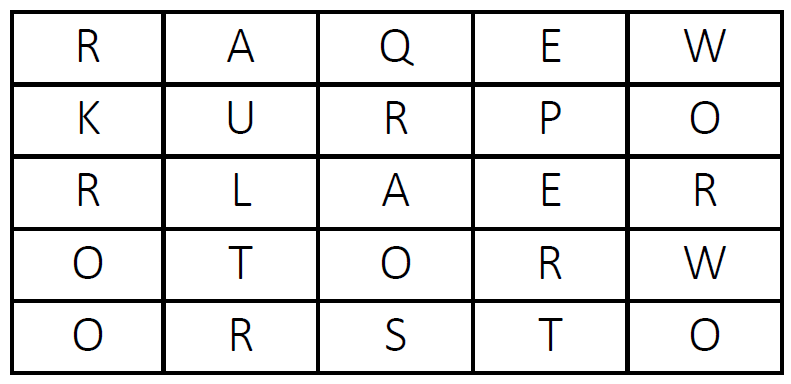 R A Q E W
K U R P O
R L A E R
O T O R W
O R S T O